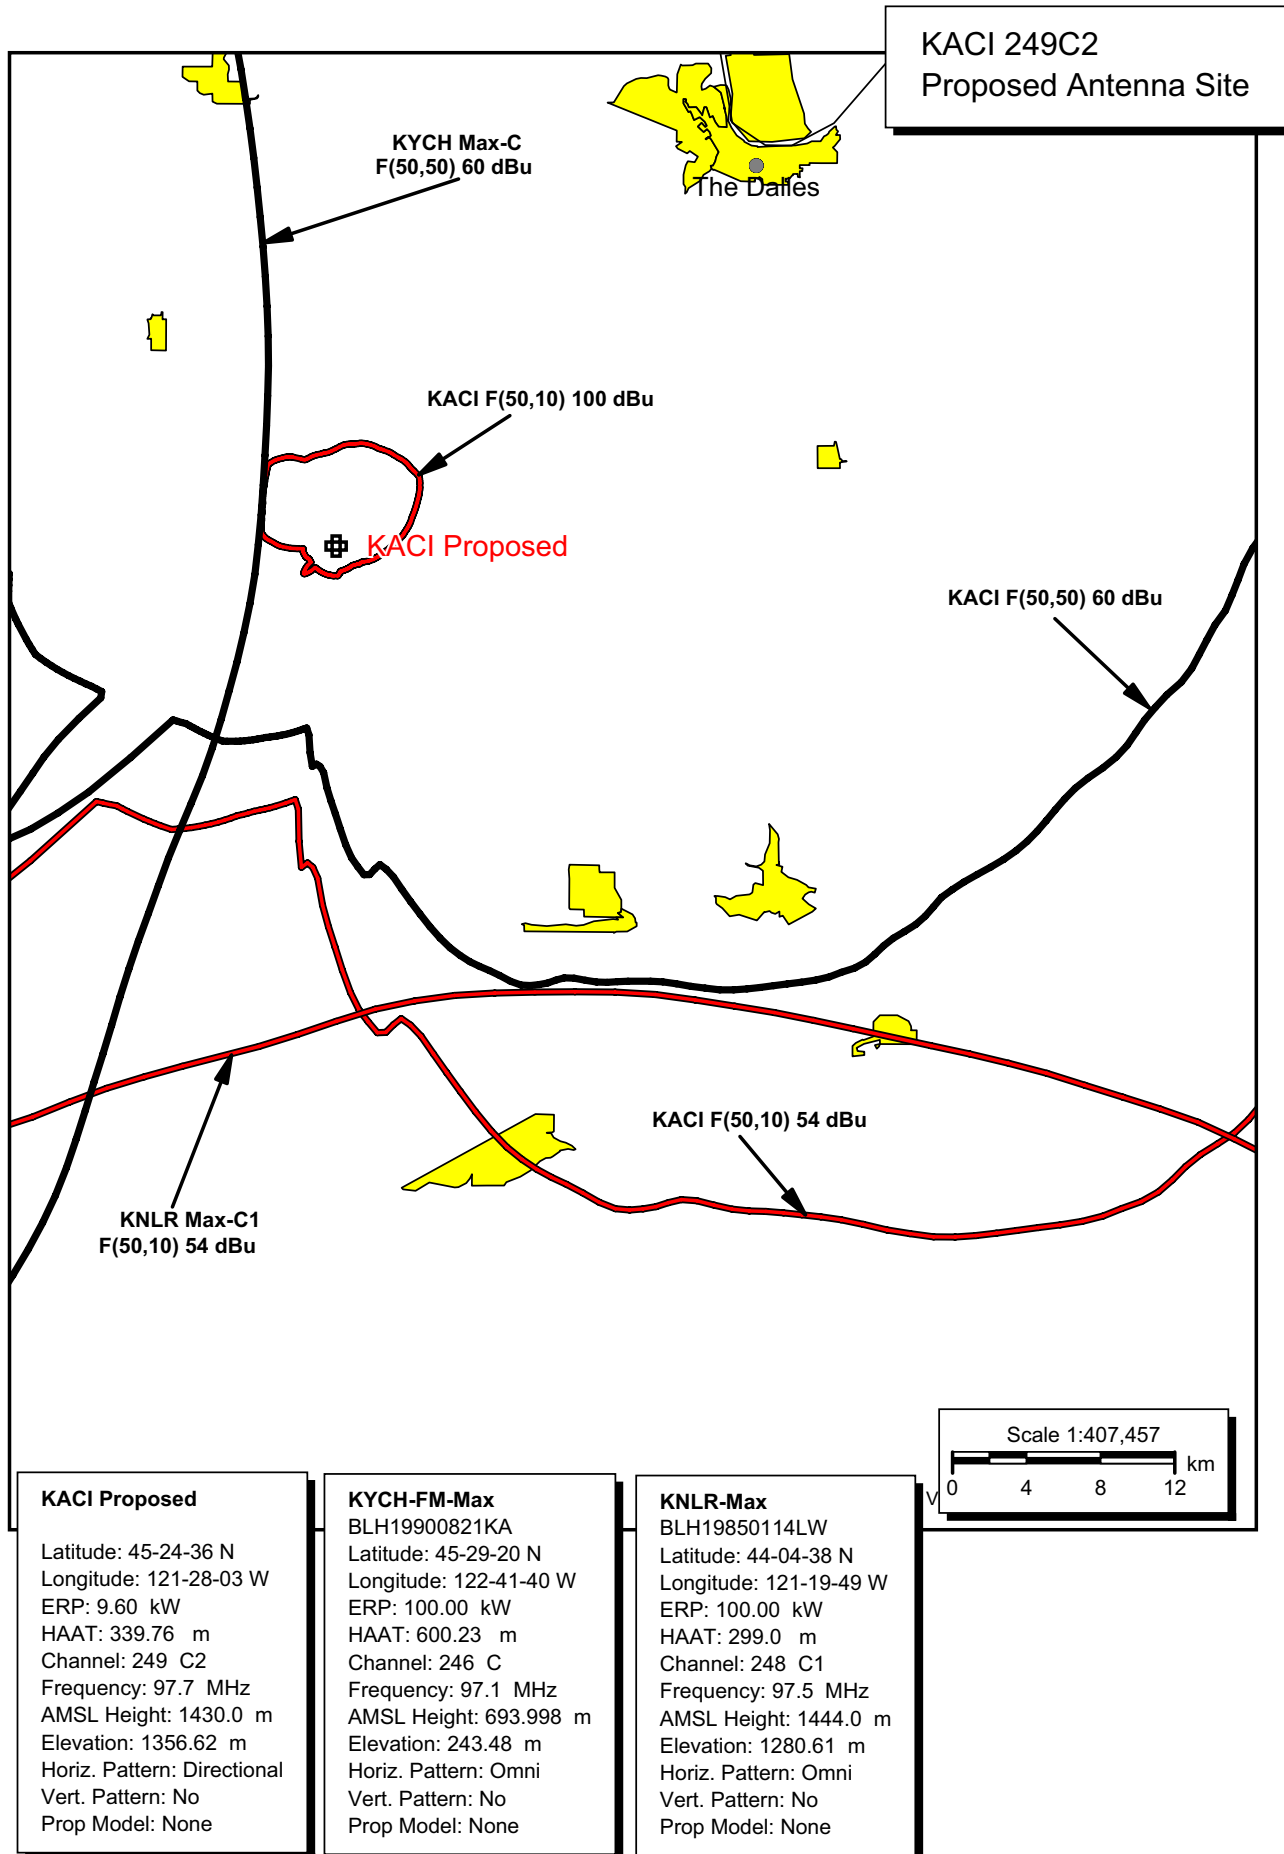 KACI 249C2
Proposed Antenna Site
KYCH Max-C
F(50,50) 60 dBu
The Dalles
KACI F(50,10) 100 dBu
KACI Proposed
KACI F(50,50) 60 dBu
KACI F(50,10) 54 dBu
KNLR Max-C1
F(50,10) 54 dBu
Scale 1:407,457
km
0 4 8 12
V
KACI Proposed
Latitude: 45-24-36 N
Longitude: 121-28-03 W
ERP: 9.60 kW
HAAT: 339.76 m
Channel: 249 C2
Frequency: 97.7 MHz
AMSL Height: 1430.0 m
Elevation: 1356.62 m
Horiz. Pattern: Directional
Vert. Pattern: No
Prop Model: None
KYCH-FM-Max
BLH19900821KA
Latitude: 45-29-20 N
Longitude: 122-41-40 W
ERP: 100.00 kW
HAAT: 600.23 m
Channel: 246 C
Frequency: 97.1 MHz
AMSL Height: 693.998 m
Elevation: 243.48 m
Horiz. Pattern: Omni
Vert. Pattern: No
Prop Model: None
KNLR-Max
BLH19850114LW
Latitude: 44-04-38 N
Longitude: 121-19-49 W
ERP: 100.00 kW
HAAT: 299.0 m
Channel: 248 C1
Frequency: 97.5 MHz
AMSL Height: 1444.0 m
Elevation: 1280.61 m
Horiz. Pattern: Omni
Vert. Pattern: No
Prop Model: None